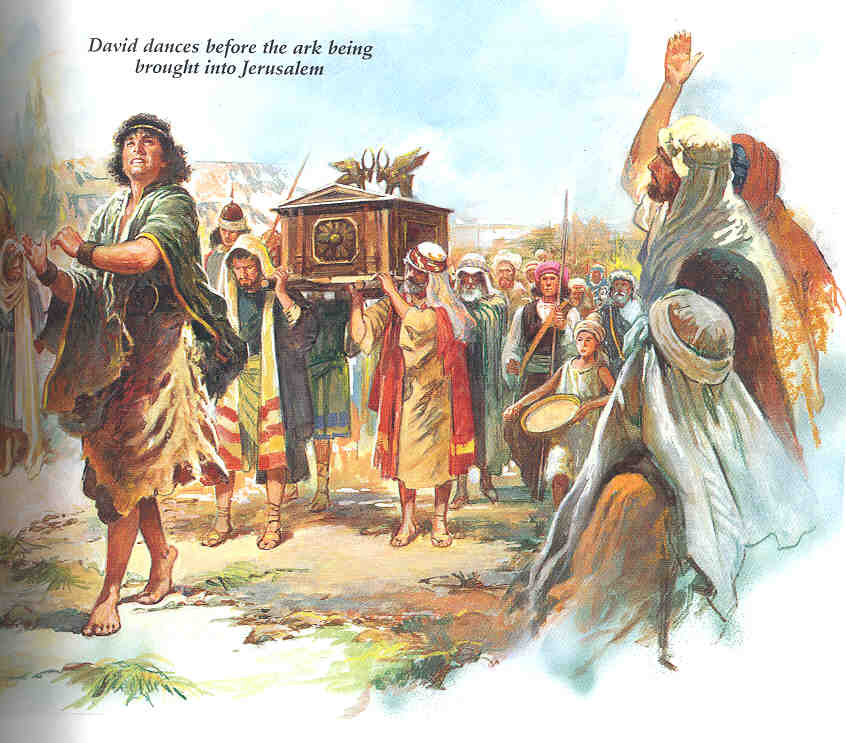 David dances before the ark being
brought into Jerusalem